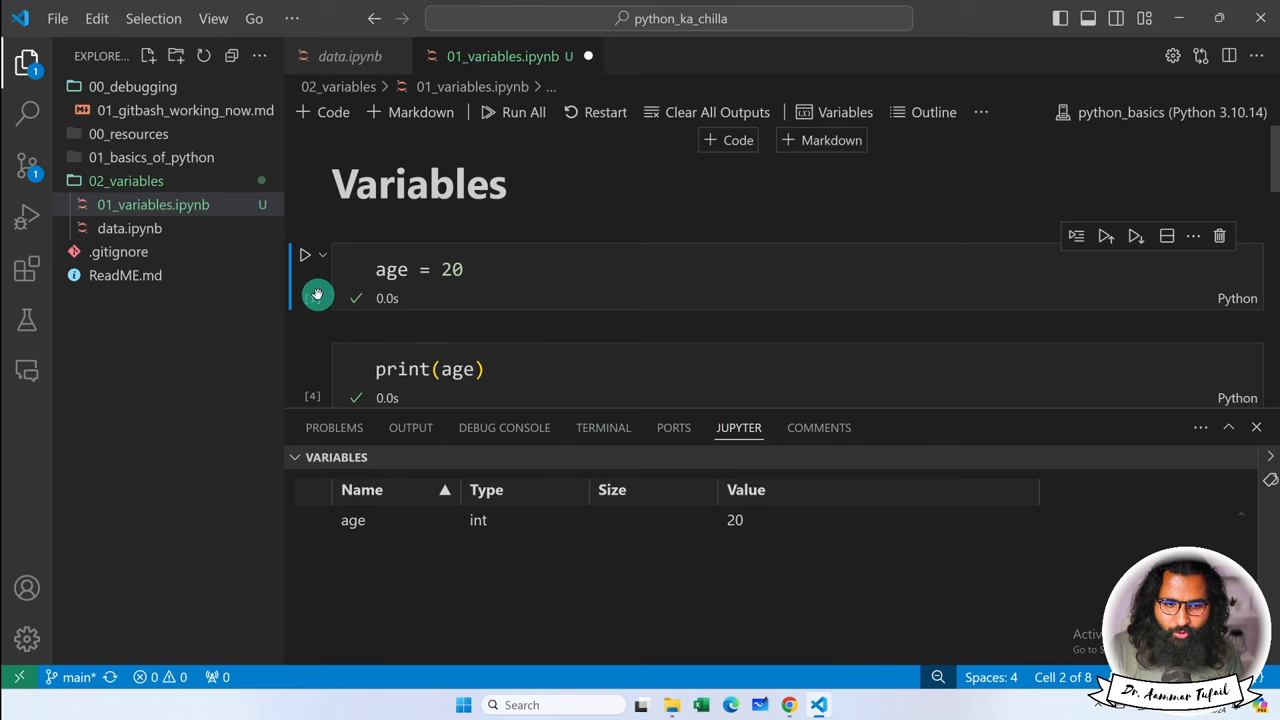 File Edit Selection View Go ··· python_ka_chilla
EXPLORE... data.ipynb 01_variables.ipynb U
00_debugging
01_gitbash_working_now.md
00_resources
01_basics_of_python
02_variables
01_variables.ipynb U
data.ipynb
.gitignore
ReadME.md
1
1
02_variables > 01_variables.ipynb > ...
+ Code + Markdown Run All Restart Clear All Outputs Variables Outline ··· python_basics (Python 3.10.14)
+ Code + Markdown
Variables
age = 20
0.0s Python
print(age)
[4] 0.0s Python
PROBLEMS OUTPUT DEBUG CONSOLE TERMINAL PORTS JUPYTER COMMENTS
VARIABLES
Name Type Size Value
age int 20
main* 0 0 0 Spaces: 4 Cell 2 of 8
Search
Dr. Aammar Tufail